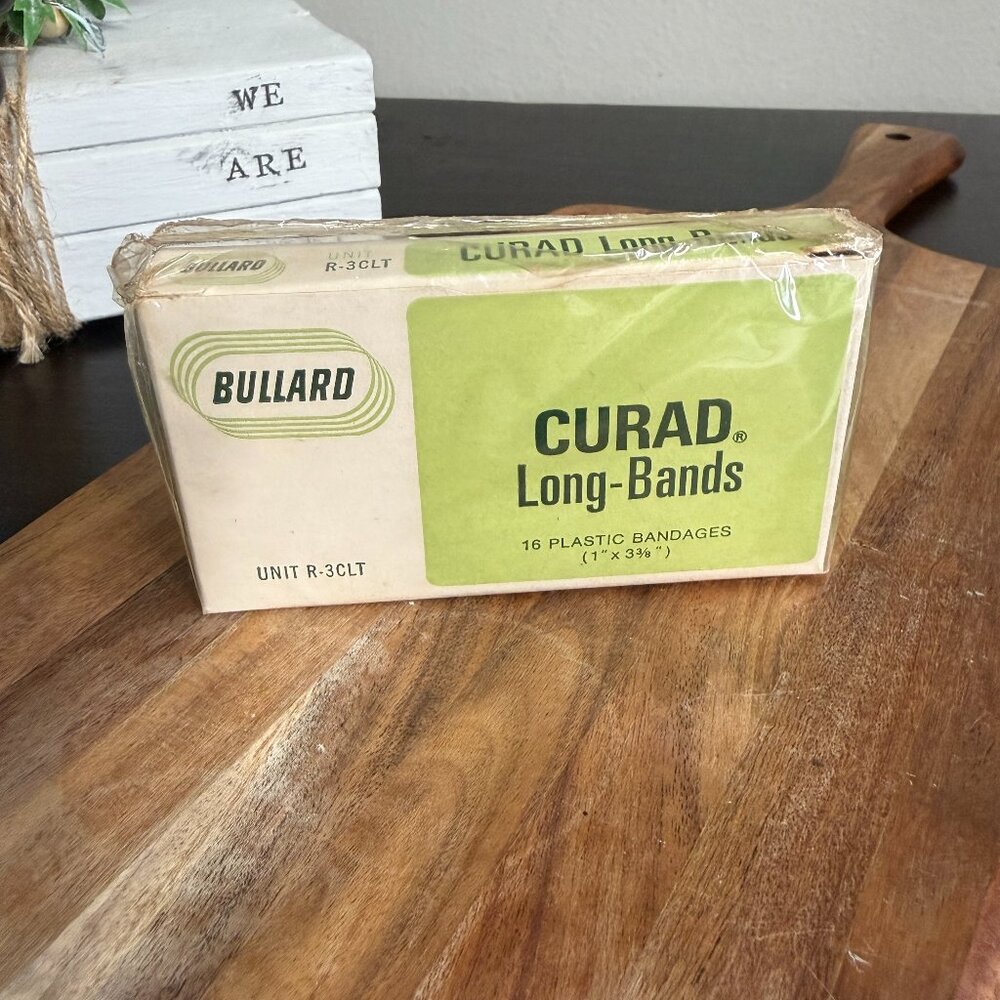 WE
ARE
BULLARD
UNIT
R-3CLT
CURAD Long-Bands
BULLARD
CURAD®
Long-Bands
16 PLASTIC BANDAGES
(1" x 3⅜")
UNIT R-3CLT